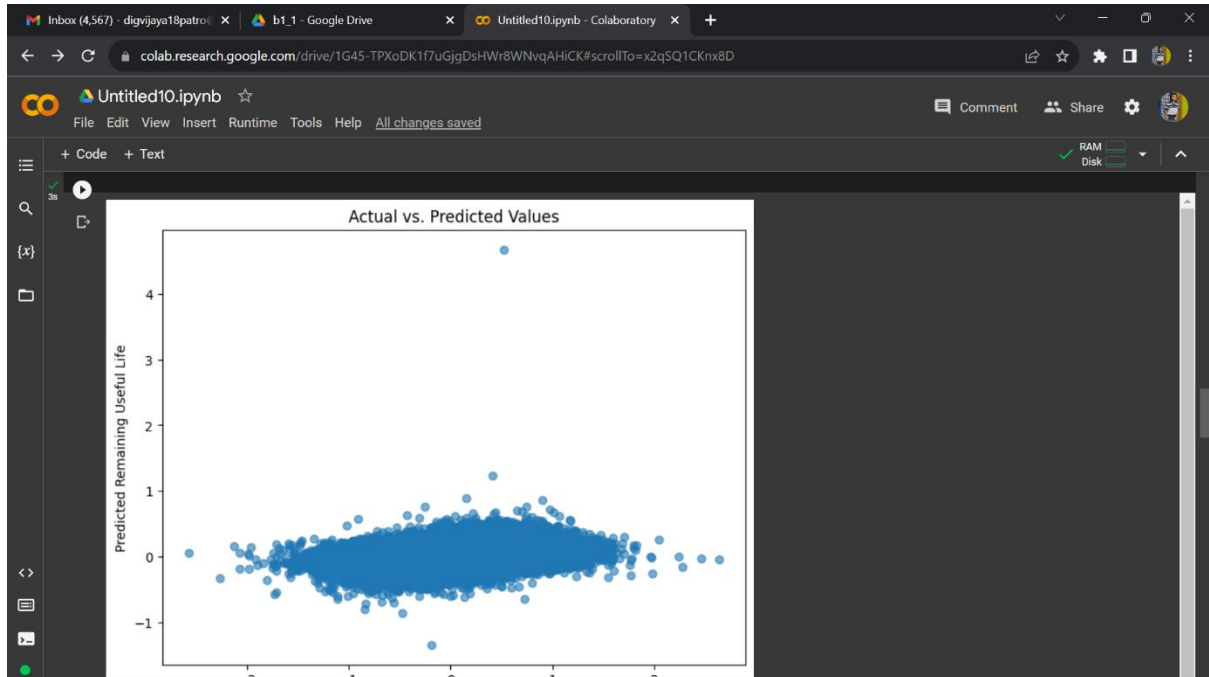 Inbox (4,567) - digvijaya18patro@
b1_1 - Google Drive
Untitled10.ipynb - Colaboratory
colab.research.google.com/drive/1G45-TPXoDK1f7uGjgDsHWr8WNvqAHiCK#scrollTo=x2qSQ1CKnx8D
Untitled10.ipynb
Comment Share
File Edit View Insert Runtime Tools Help All changes saved
+ Code + Text
RAM
Disk
3s
{x}
Actual vs. Predicted Values
Predicted Remaining Useful Life
4
3
2
1
0
−1